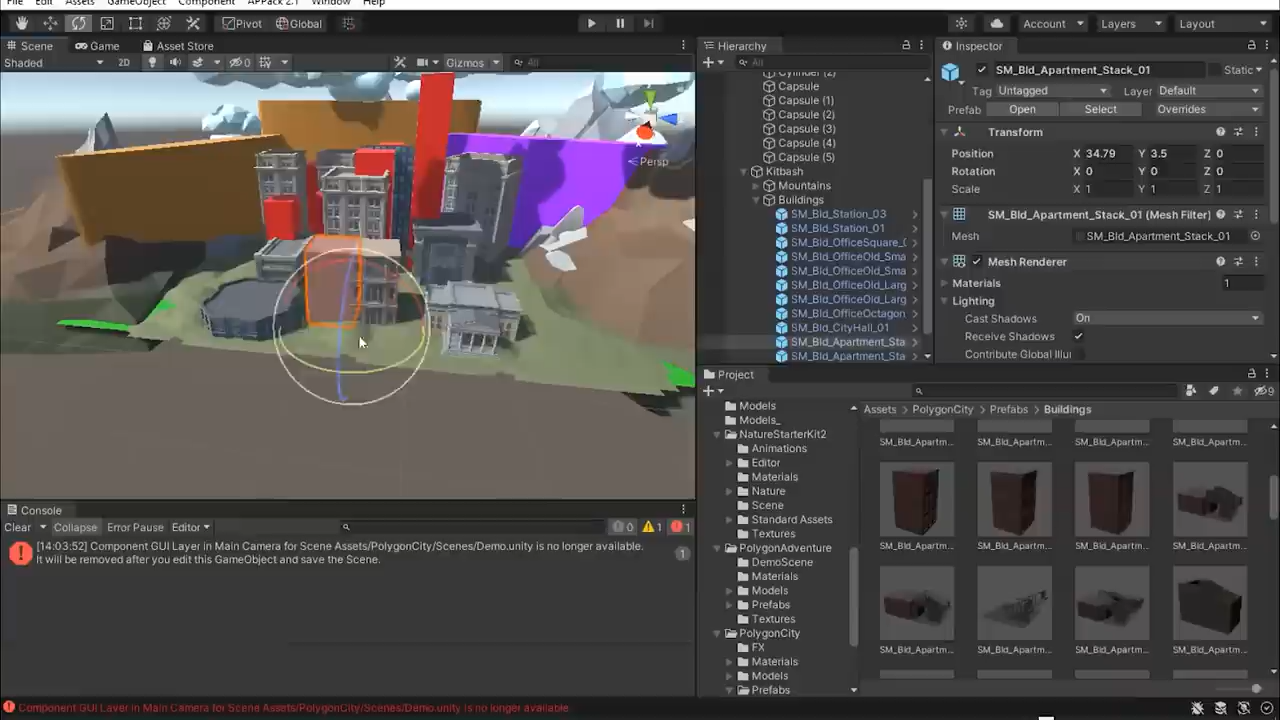 File Edit Assets GameObject Component APPack 2.1 Window Help
Pivot Global Account Layers Layout
Scene Game Asset Store
Shaded 2D 0 Gizmos All
Persp
Hierarchy
All
Cylinder (2)
Capsule
Capsule (1)
Capsule (2)
Capsule (3)
Capsule (4)
Capsule (5)
Kitbash
Mountains
Buildings
SM_Bld_Station_03
SM_Bld_Station_01
SM_Bld_OfficeSquare_
SM_Bld_OfficeOld_Sma
SM_Bld_OfficeOld_Sma
SM_Bld_OfficeOld_Larg
SM_Bld_OfficeOld_Larg
SM_Bld_OfficeOctagon
SM_Bld_CityHall_01
SM_Bld_Apartment_Sta
SM_Bld_Apartment_Sta
Inspector
SM_Bld_Apartment_Stack_01 Static
Tag Untagged Layer Default
Prefab Open Select Overrides
Transform
Position X 34.79 Y 3.5 Z 0
Rotation X 0 Y 0 Z 0
Scale X 1 Y 1 Z 1
SM_Bld_Apartment_Stack_01 (Mesh Filter)
Mesh SM_Bld_Apartment_Stack_01
Mesh Renderer
Materials 1
Lighting
Cast Shadows On
Receive Shadows
Contribute Global Illur
Project
9
Models
Models_
NatureStarterKit2
Animations
Editor
Materials
Nature
Scene
Standard Assets
Textures
PolygonAdventure
DemoScene
Materials
Models
Prefabs
Textures
PolygonCity
FX
Materials
Models
Prefabs
Assets > PolygonCity > Prefabs > Buildings
SM_Bld_Apartm... SM_Bld_Apartm... SM_Bld_Apartm... SM_Bld_Apartm...
SM_Bld_Apartm... SM_Bld_Apartm... SM_Bld_Apartm... SM_Bld_Apartm...
SM_Bld_Apartm... SM_Bld_Apartm... SM_Bld_Apartm... SM_Bld_Apartm...
Console
Clear Collapse Error Pause Editor 0 1 1
[14:03:52] Component GUI Layer in Main Camera for Scene Assets/PolygonCity/Scenes/Demo.unity is no longer available.
It will be removed after you edit this GameObject and save the Scene.
1
Component GUI Layer in Main Camera for Scene Assets/PolygonCity/Scenes/Demo.unity is no longer available.